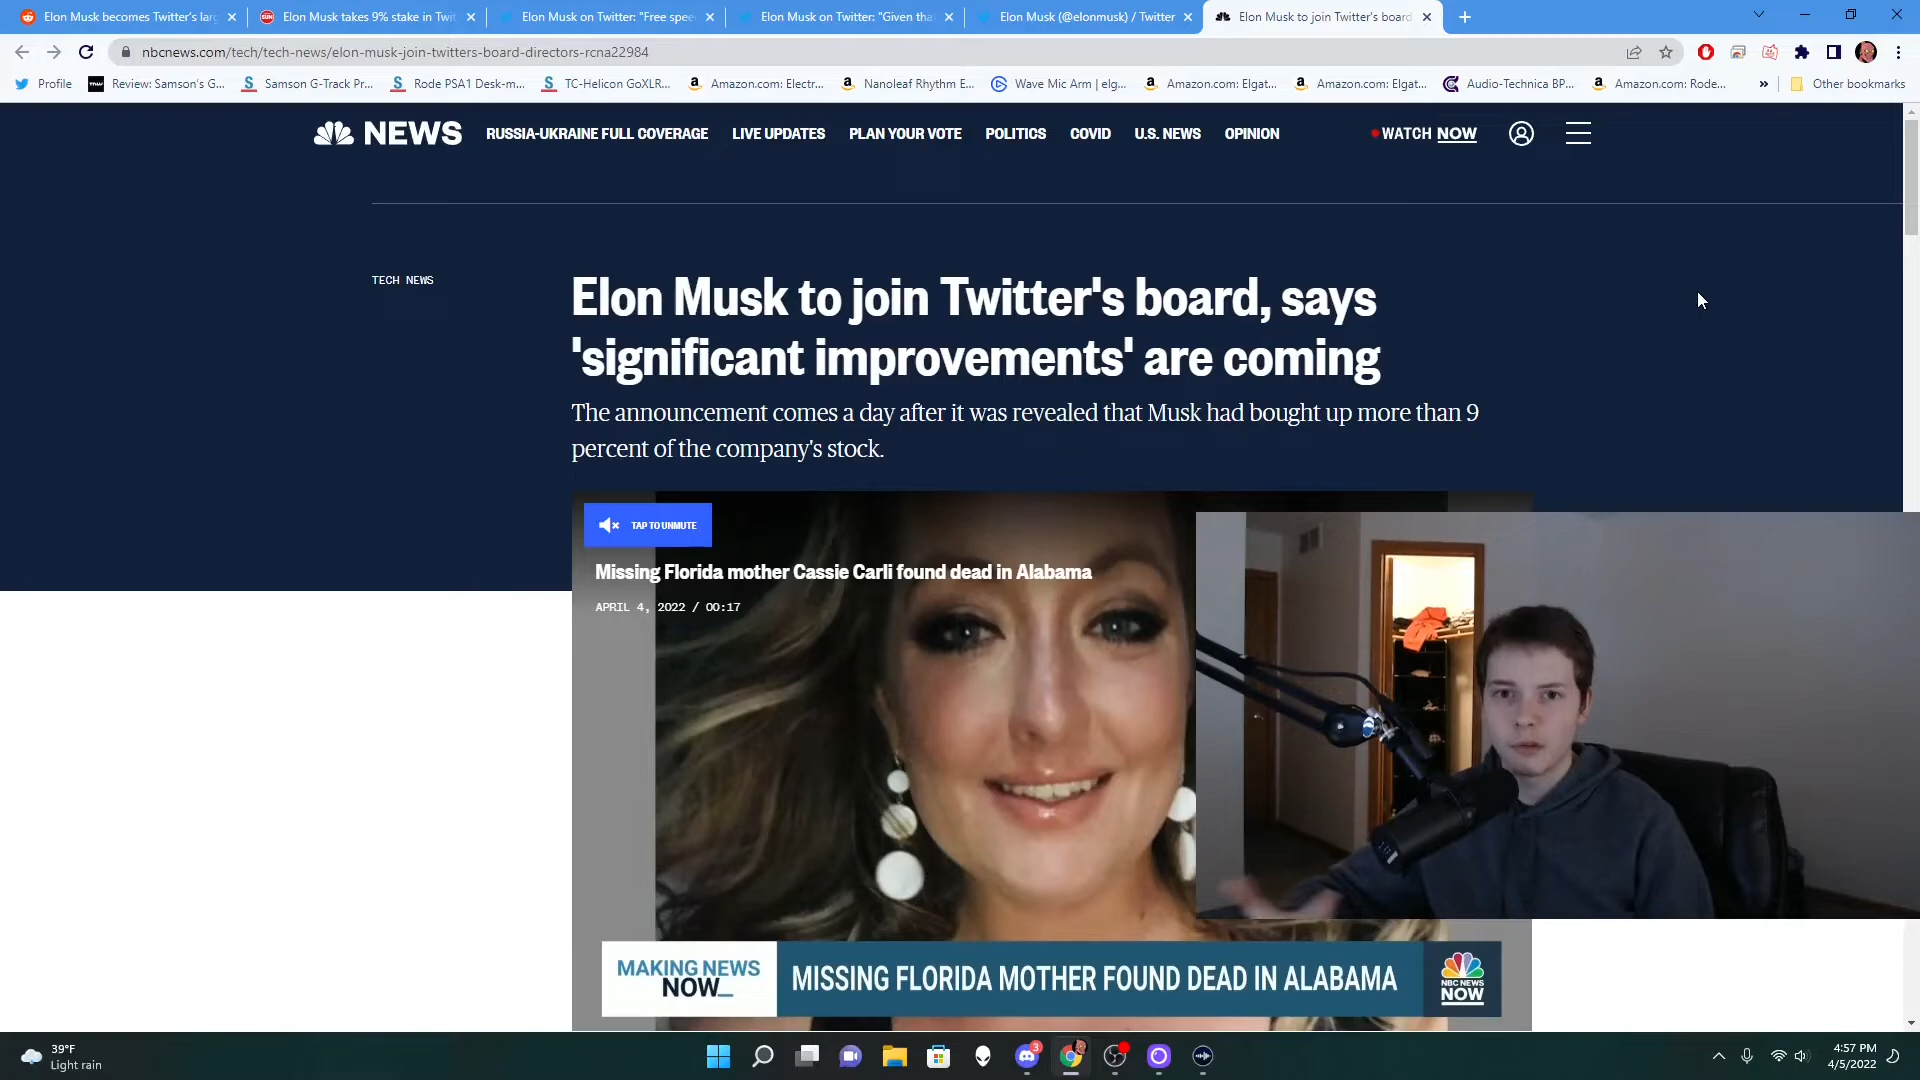 Elon Musk becomes Twitter's larg
Elon Musk takes 9% stake in Twit
Elon Musk on Twitter: "Free spee
Elon Musk on Twitter: "Given tha
Elon Musk (@elonmusk) / Twitter
Elon Musk to join Twitter's board
nbcnews.com/tech/tech-news/elon-musk-join-twitters-board-directors-rcna22984
Profile
Review: Samson's G...
Samson G-Track Pr...
Rode PSA1 Desk-m...
TC-Helicon GoXLR...
Amazon.com: Electr...
Nanoleaf Rhythm E...
Wave Mic Arm | elg...
Amazon.com: Elgat...
Amazon.com: Elgat...
Audio-Technica BP...
Amazon.com: Rode...
»
Other bookmarks
NEWS
RUSSIA-UKRAINE FULL COVERAGE
LIVE UPDATES
PLAN YOUR VOTE
POLITICS
COVID
U.S. NEWS
OPINION
WATCH NOW
TECH NEWS
Elon Musk to join Twitter's board, says
'significant improvements' are coming
The announcement comes a day after it was revealed that Musk had bought up more than 9
percent of the company's stock.
TAP TO UNMUTE
Missing Florida mother Cassie Carli found dead in Alabama
APRIL 4, 2022 / 00:17
MAKING NEWS
NOW_
MISSING FLORIDA MOTHER FOUND DEAD IN ALABAMA
NBC NEWS
NOW
39°F
Light rain
3
4:57 PM
4/5/2022